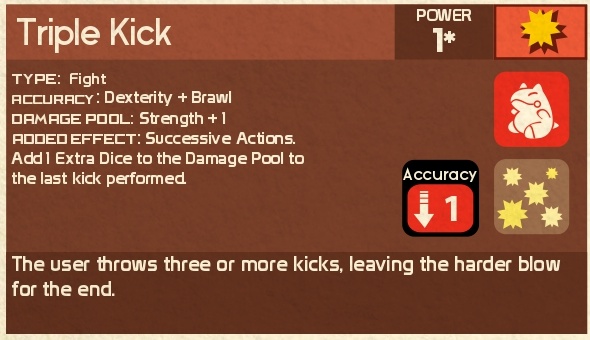 Triple Kick
POWER
1*
TYPE: Fight
ACCURACY: Dexterity + Brawl
DAMAGE POOL: Strength + 1
ADDED EFFECT: Successive Actions.
Add 1 Extra Dice to the Damage Pool to
the last kick performed.
Accuracy
1
The user throws three or more kicks, leaving the harder blow
for the end.